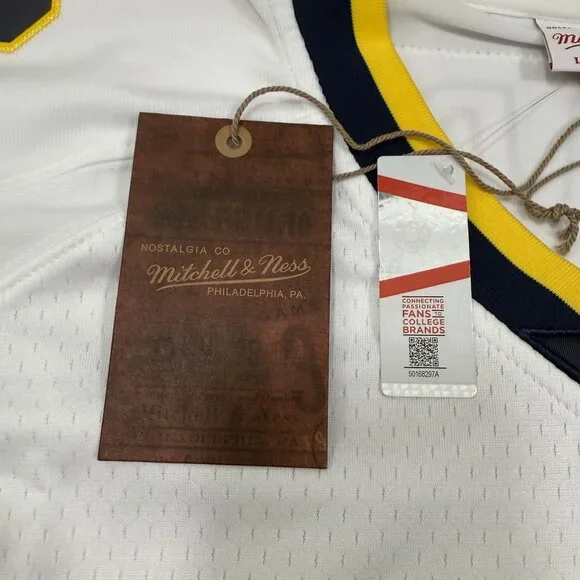 NOSTALGIA CO
Mitchell & Ness
PHILADELPHIA, PA.
CONNECTING
PASSIONATE
FANS TO
COLLEGE
BRANDS
50168297A